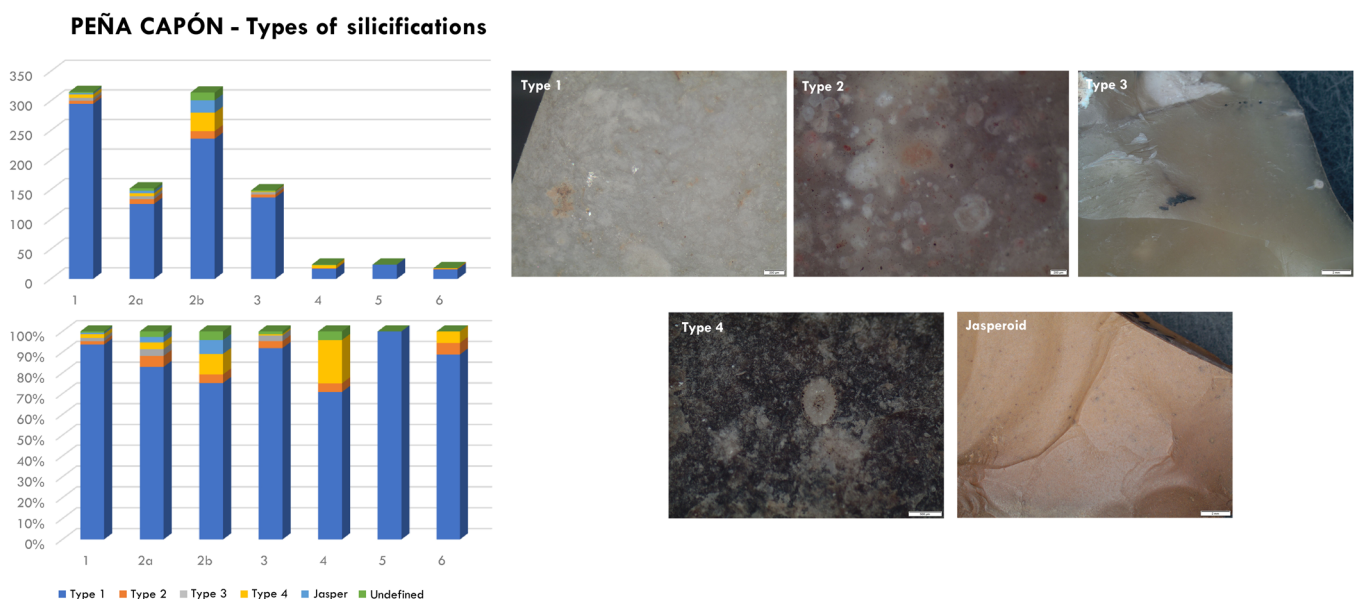 PEÑA CAPÓN - Types of silicifications
350
300
250
200
150
100
50
0
1 2a 2b 3 4 5 6
100%
90%
80%
70%
60%
50%
40%
30%
20%
10%
0%
1 2a 2b 3 4 5 6
Type 1 Type 2 Type 3 Type 4 Jasper Undefined
Type 1
Type 2
Type 3
Type 4
Jasperoid